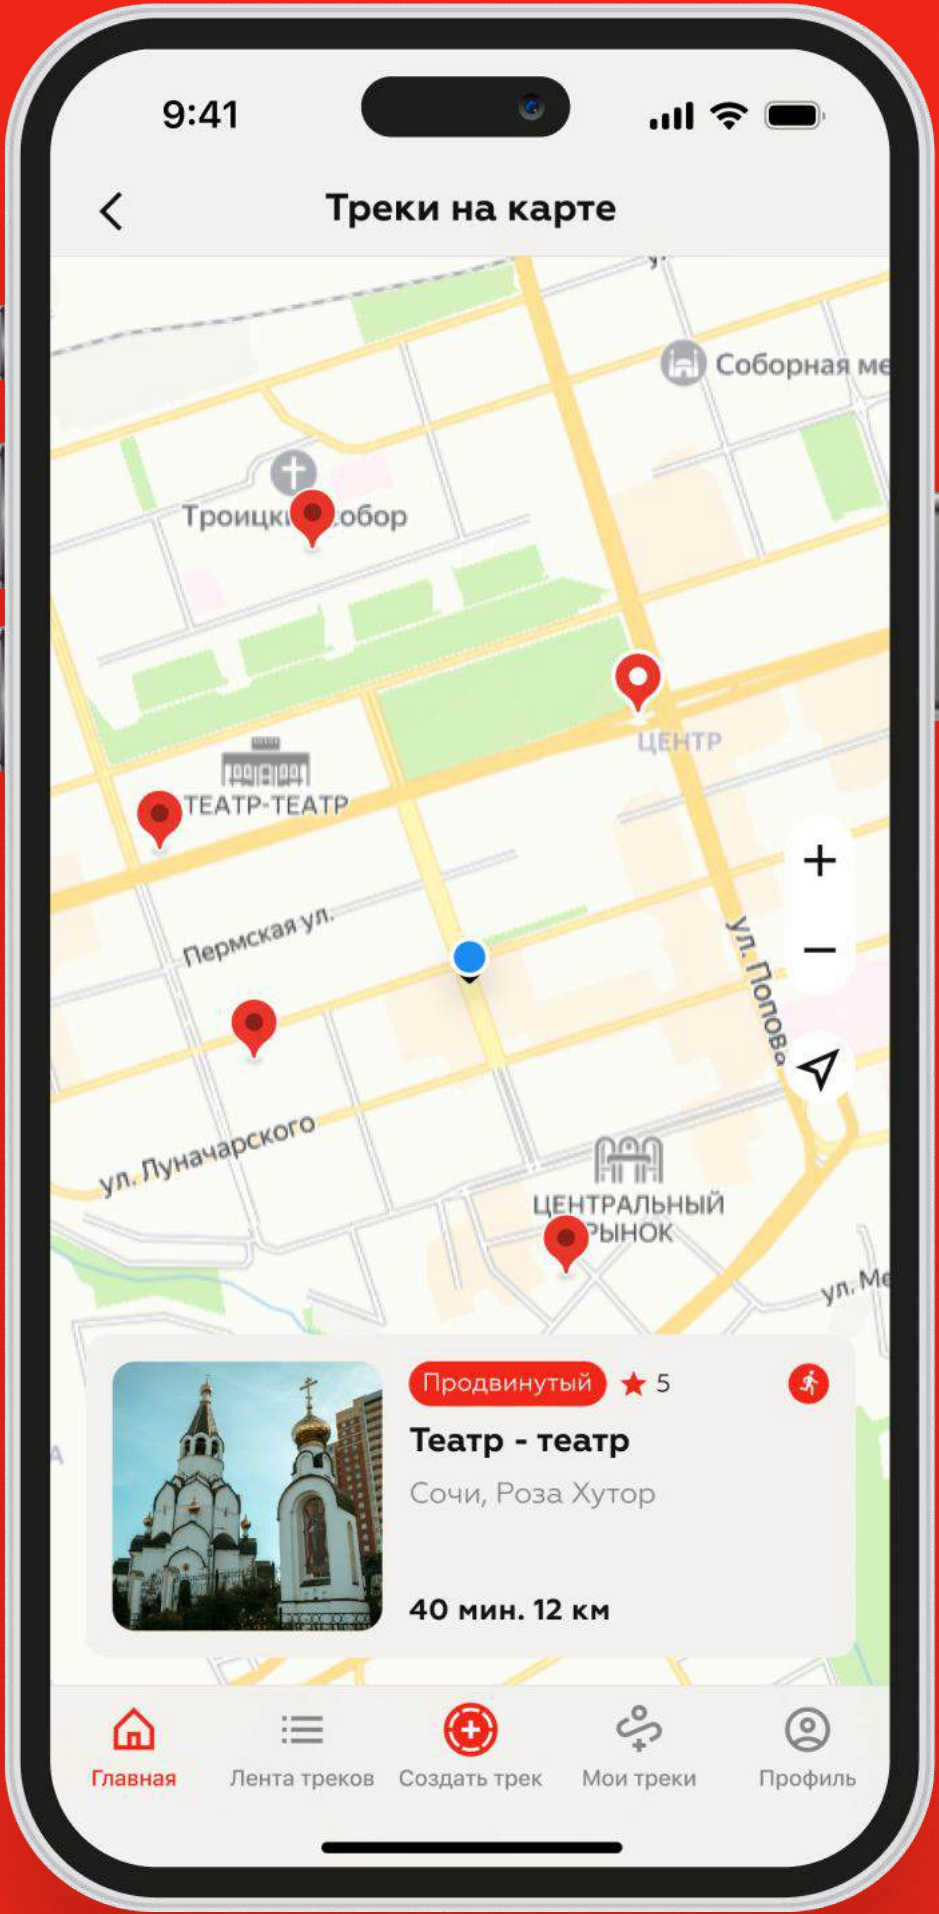 9:41
Треки на карте
у.
Соборная ме
Троицки собор
ЦЕНТР
ТЕАТР-ТЕАТР
Пермская ул.
ул. Попова
ул. Луначарского
ЦЕНТРАЛЬНЫЙ
РЫНОК
ул. Ме
А
Продвинутый 5
Театр - театр
Сочи, Роза Хутор
40 мин. 12 км
Главная
Лента треков
Создать трек
Мои треки
Профиль